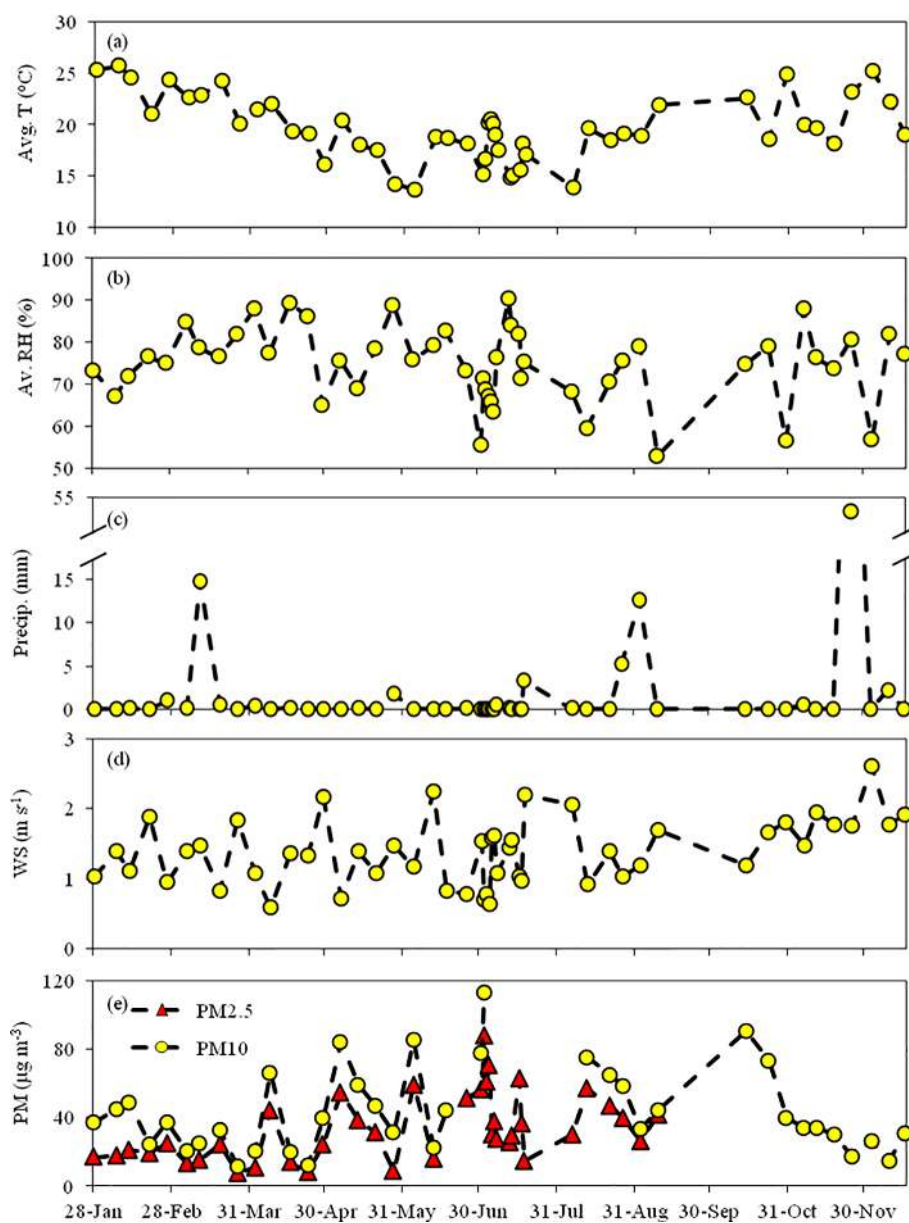 30
(a)
25
20
15
10
Avg. T (°C)
100
(b)
90
80
70
60
50
Av. RH (%)
55
(c)
15
10
5
0
Precip. (mm)
3
(d)
2
1
0
WS (m s⁻¹)
120
(e)
PM2.5
80
PM10
40
0
PM (µg m⁻³)
28-Jan 28-Feb 31-Mar 30-Apr 31-May 30-Jun 31-Jul 31-Aug 30-Sep 31-Oct 30-Nov